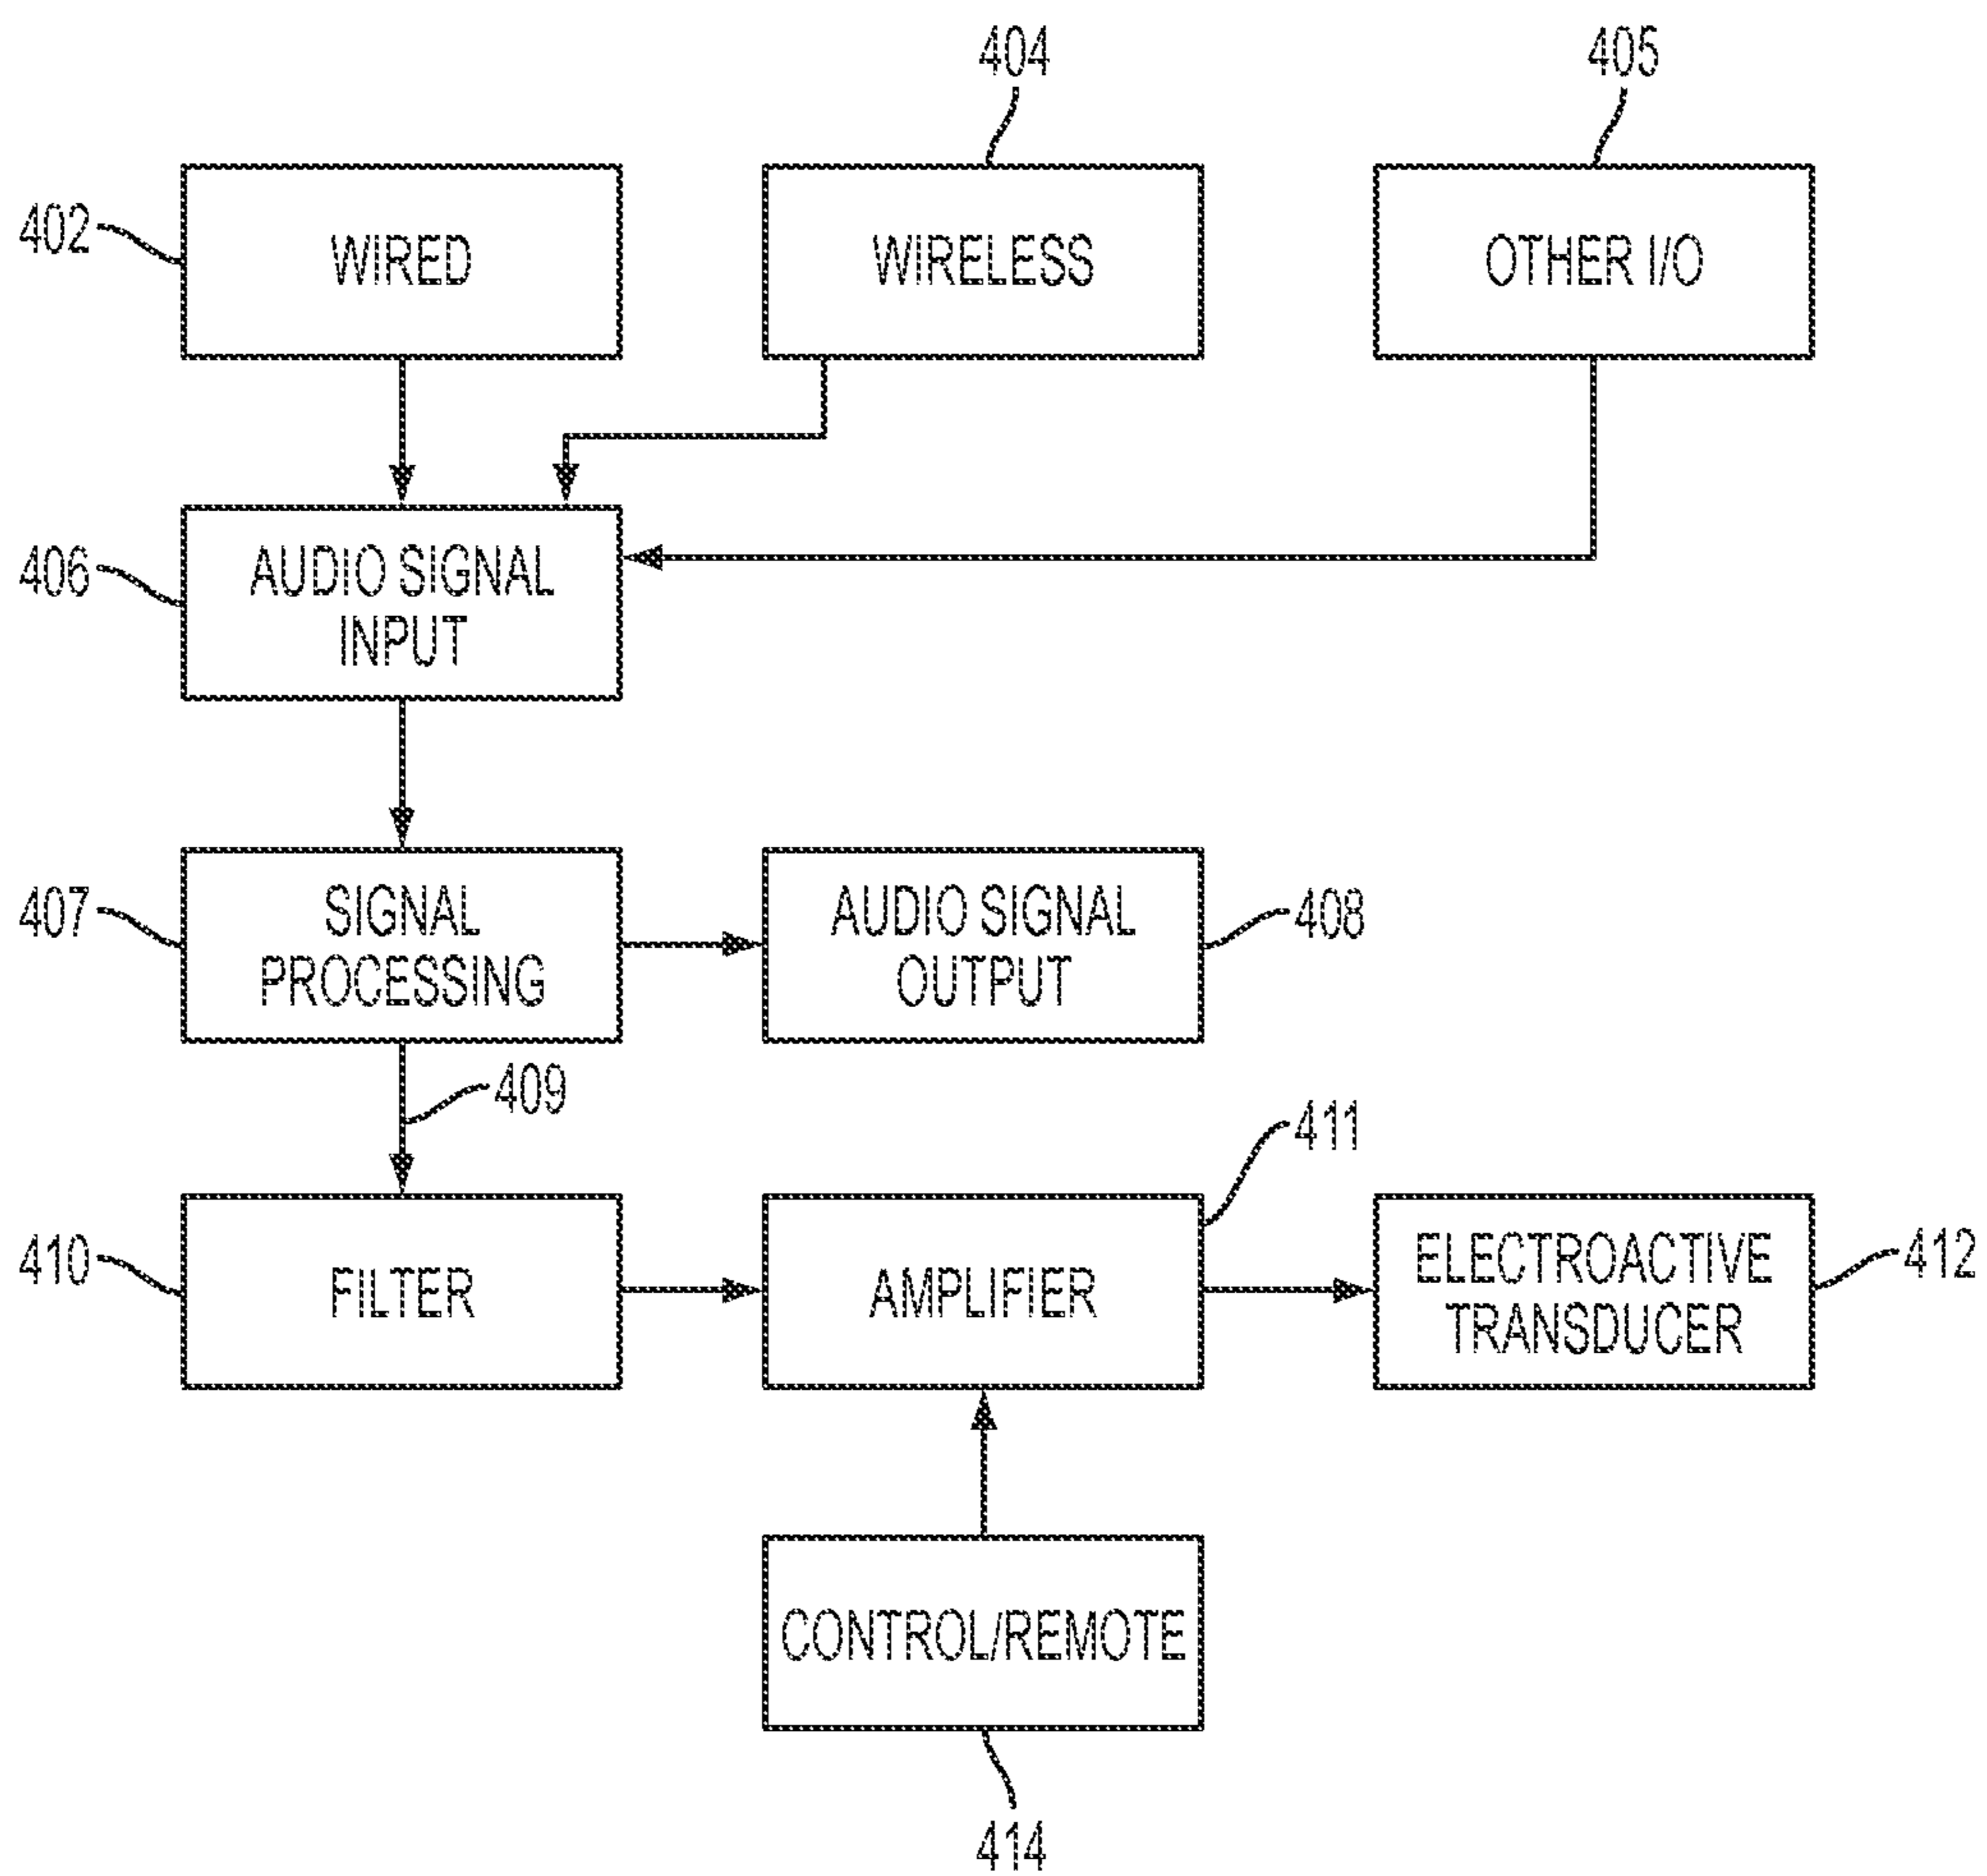 404
405
402
WIRED
WIRELESS
OTHER I/O
406
AUDIO SIGNAL
INPUT
407
SIGNAL
PROCESSING
AUDIO SIGNAL
OUTPUT
408
409
411
410
FILTER
AMPLIFIER
ELECTROACTIVE
TRANSDUCER
412
CONTROL/REMOTE
414